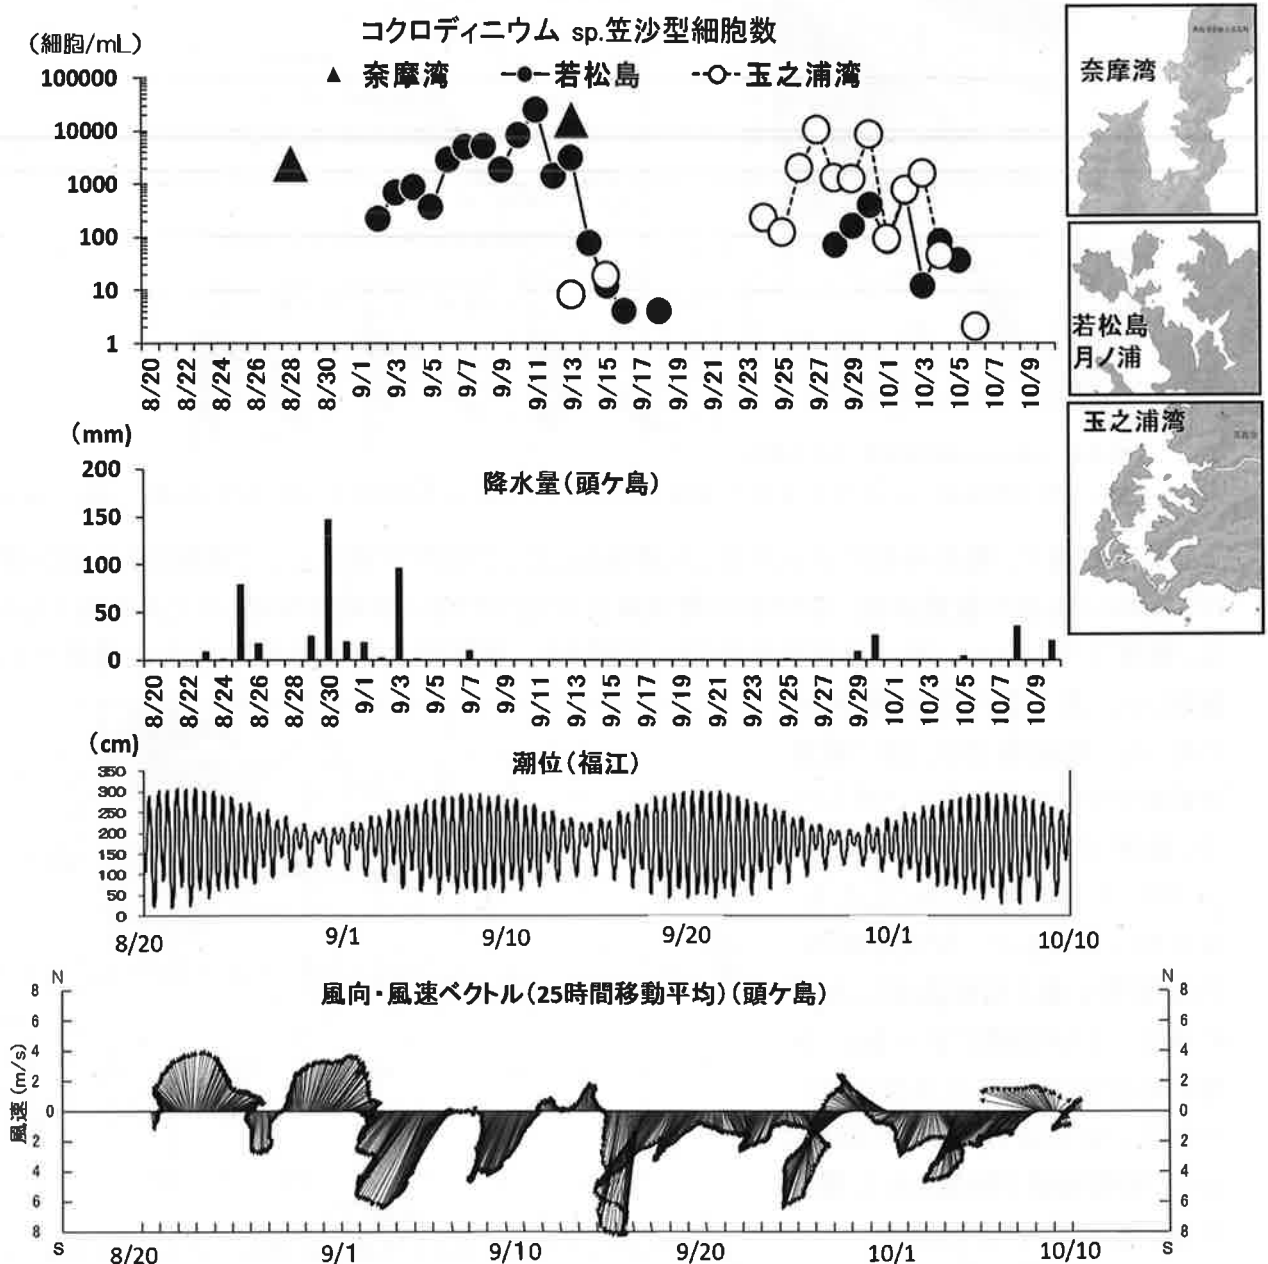 コクロディニウム sp.笠沙型細胞数
(細胞/mL)
▲ 奈摩湾 -●- 若松島 --○-- 玉之浦湾
100000
10000
1000
100
10
1
8/20 8/22 8/24 8/26 8/28 8/30 9/1 9/3 9/5 9/7 9/9 9/11 9/13 9/15 9/17 9/19 9/21 9/23 9/25 9/27 9/29 10/1 10/3 10/5 10/7 10/9
奈摩湾
若松島
月ノ浦
玉之浦湾
(mm)
降水量(頭ケ島)
200
150
100
50
0
8/20 8/22 8/24 8/26 8/28 8/30 9/1 9/3 9/5 9/7 9/9 9/11 9/13 9/15 9/17 9/19 9/21 9/23 9/25 9/27 9/29 10/1 10/3 10/5 10/7 10/9
(cm)
潮位(福江)
350
300
250
200
150
100
50
0
8/20 9/1 9/10 9/20 10/1 10/10
風向・風速ベクトル(25時間移動平均)(頭ケ島)
風速(m/s)
N N
8 8
6 6
4 4
2 2
0 0
2 2
4 4
6 6
8 8
S S
8/20 9/1 9/10 9/20 10/1 10/10